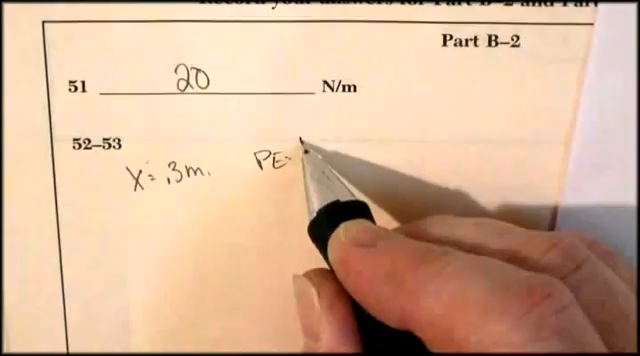 Record your answers for Part B–2 and Part
Part B–2
51 20 N/m
52–53
x = .3m. PE=